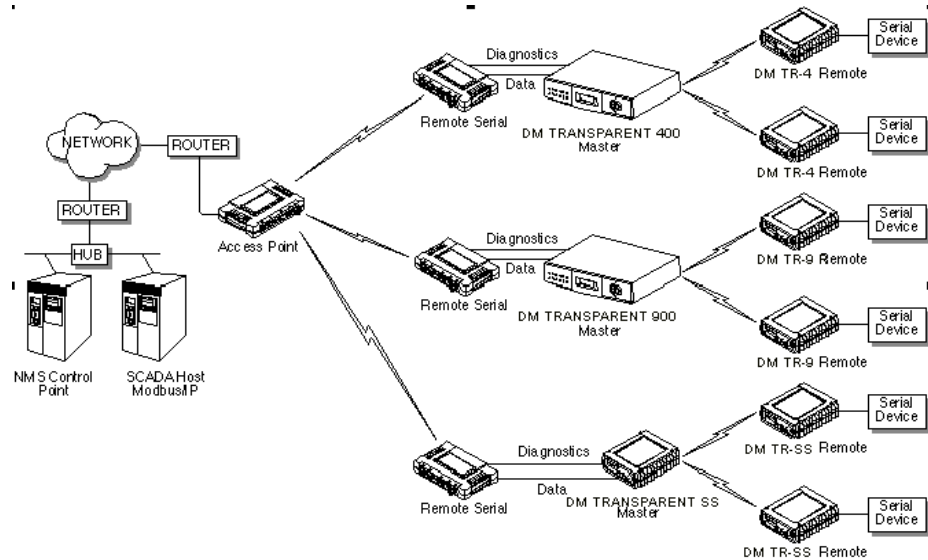 Serial
Device
Diagnostics
Data
DM TR-4 Remote
Remote Serial
DM TRANSPARENT 400
Master
Serial
Device
DM TR-4 Remote
NETWORK
ROUTER
ROUTER
HUB
Access Point
NMS Control
Point
SCADA Host
Modbus/IP
Serial
Device
Diagnostics
Data
DM TR-9 Remote
Remote Serial
DM TRANSPARENT 900
Master
Serial
Device
DM TR-9 Remote
Serial
Device
Diagnostics
Data
DM TR-SS Remote
Remote Serial
DM TRANSPARENT SS
Master
Serial
Device
DM TR-SS Remote